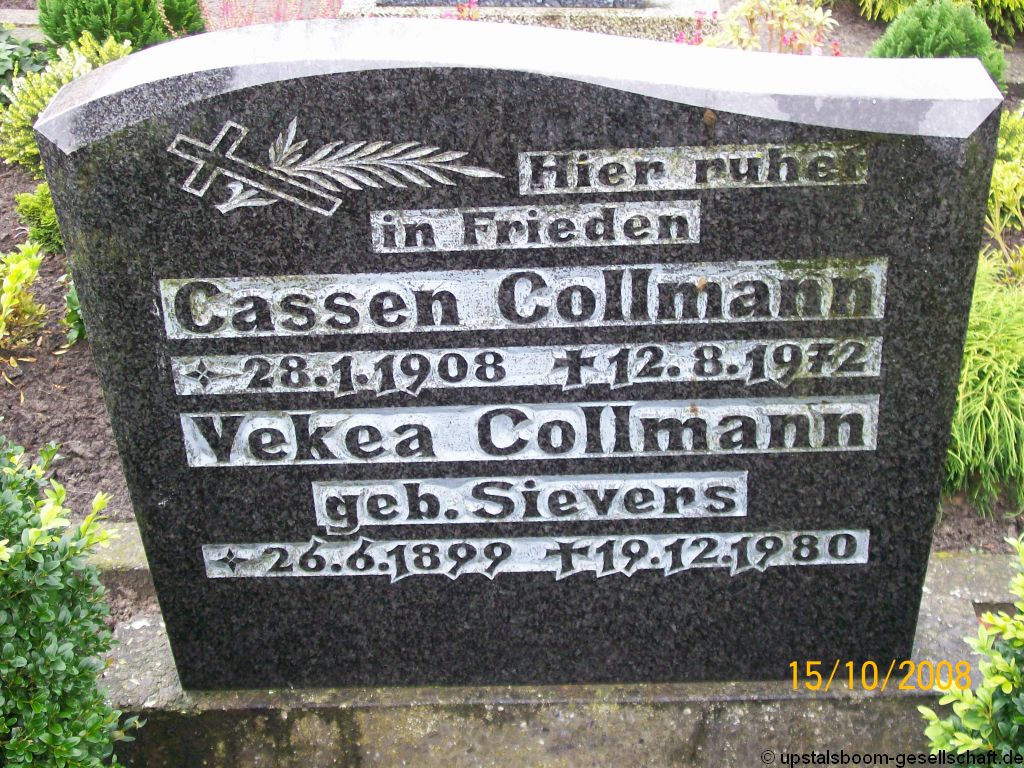 Hier ruhet
in Frieden
Cassen Collmann
28.1.1908 12.8.1972
Yekea Collmann
geb. Sievers
26.6.1899 19.12.1980
15/10/2008
© upstalsboom-gesellschaft.de